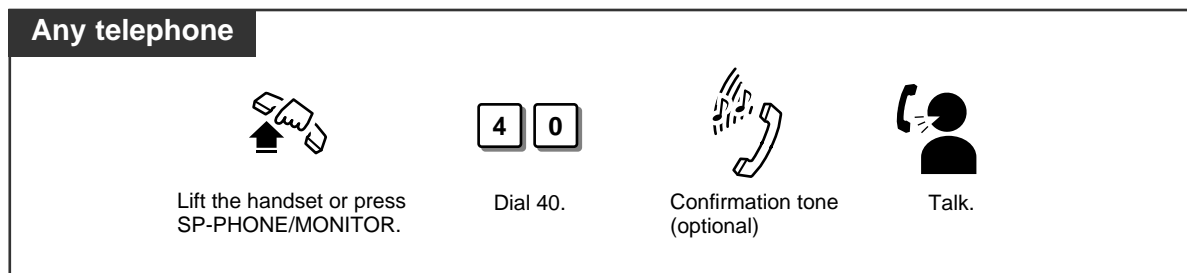 Any telephone
4 0
Lift the handset or press
SP-PHONE/MONITOR.
Dial 40.
Confirmation tone
(optional)
Talk.